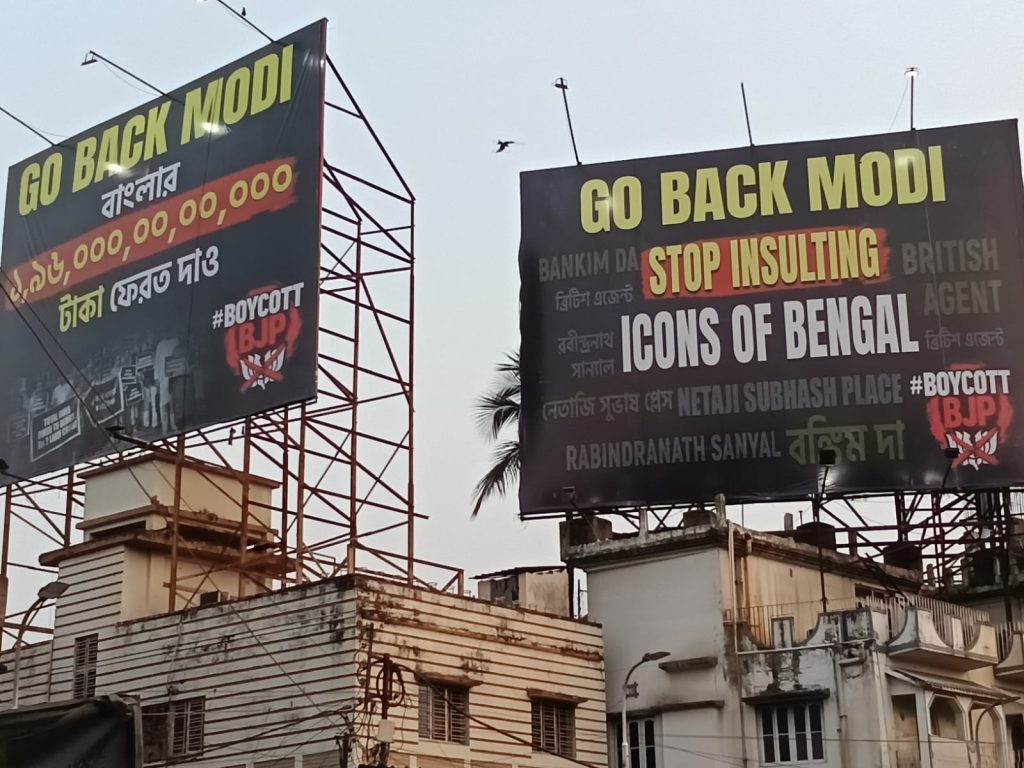 GO BACK MODI
বাংলার
১,৯৬,০০০,০০,০০,০০০
টাকা ফেরত দাও
#BOYCOTT
BJP
GO BACK MODI
STOP INSULTING
ICONS OF BENGAL
BANKIM DA
ব্রিটিশ এজেন্ট
রবীন্দ্রনাথ
সান্যাল
BRITISH
AGENT
ব্রিটিশ এজেন্ট
নেতাজি সুভাষ প্লেস
NETAJI SUBHASH PLACE
RABINDRANATH SANYAL
বঙ্কিম দা
#BOYCOTT
BJP